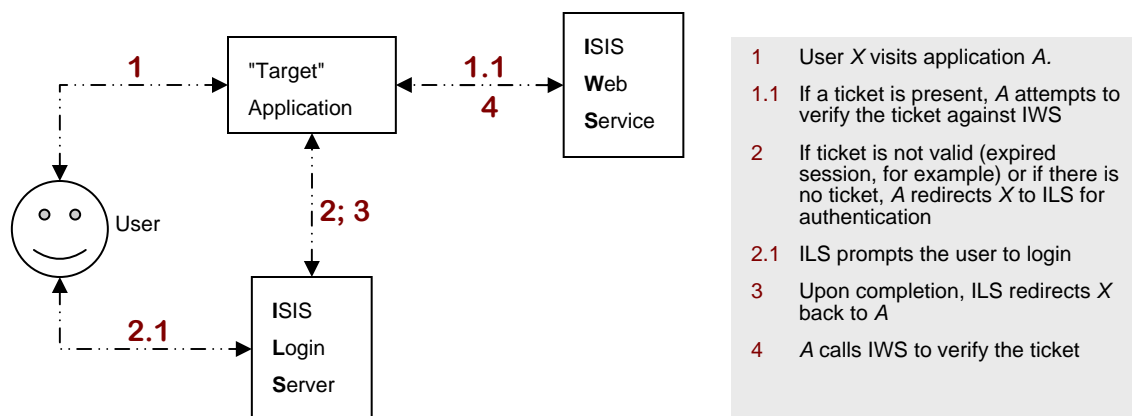 1
"Target"
Application
1.1
4
ISIS
Web
Service
User
2; 3
2.1
ISIS
Login
Server
1 User X visits application A.
1.1 If a ticket is present, A attempts to
verify the ticket against IWS
2 If ticket is not valid (expired
session, for example) or if there is
no ticket, A redirects X to ILS for
authentication
2.1 ILS prompts the user to login
3 Upon completion, ILS redirects X
back to A
4 A calls IWS to verify the ticket